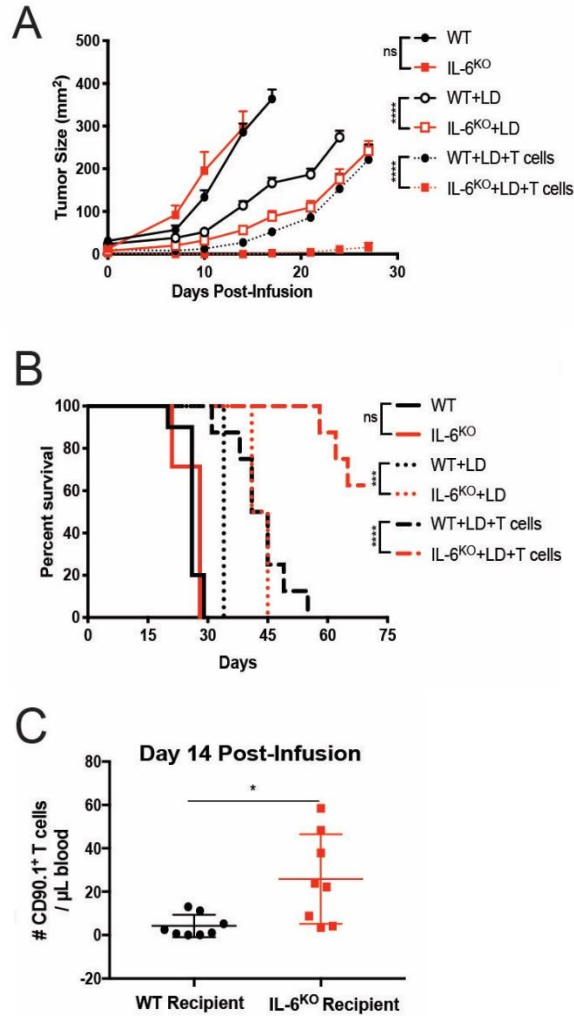 A
Tumor Size (mm²)
500
400
300
200
100
0
0 10 20 30
Days Post-Infusion
ns
WT
IL-6ᴷᴼ
****
WT+LD
IL-6ᴷᴼ+LD
****
WT+LD+T cells
IL-6ᴷᴼ+LD+T cells
B
Percent survival
100
80
60
40
20
0
0 15 30 45 60 75
Days
ns
WT
IL-6ᴷᴼ
***
WT+LD
IL-6ᴷᴼ+LD
****
WT+LD+T cells
IL-6ᴷᴼ+LD+T cells
C
Day 14 Post-Infusion
# CD90.1⁺ T cells
/ µL blood
80
60
40
20
0
-20
*
WT Recipient IL-6ᴷᴼ Recipient